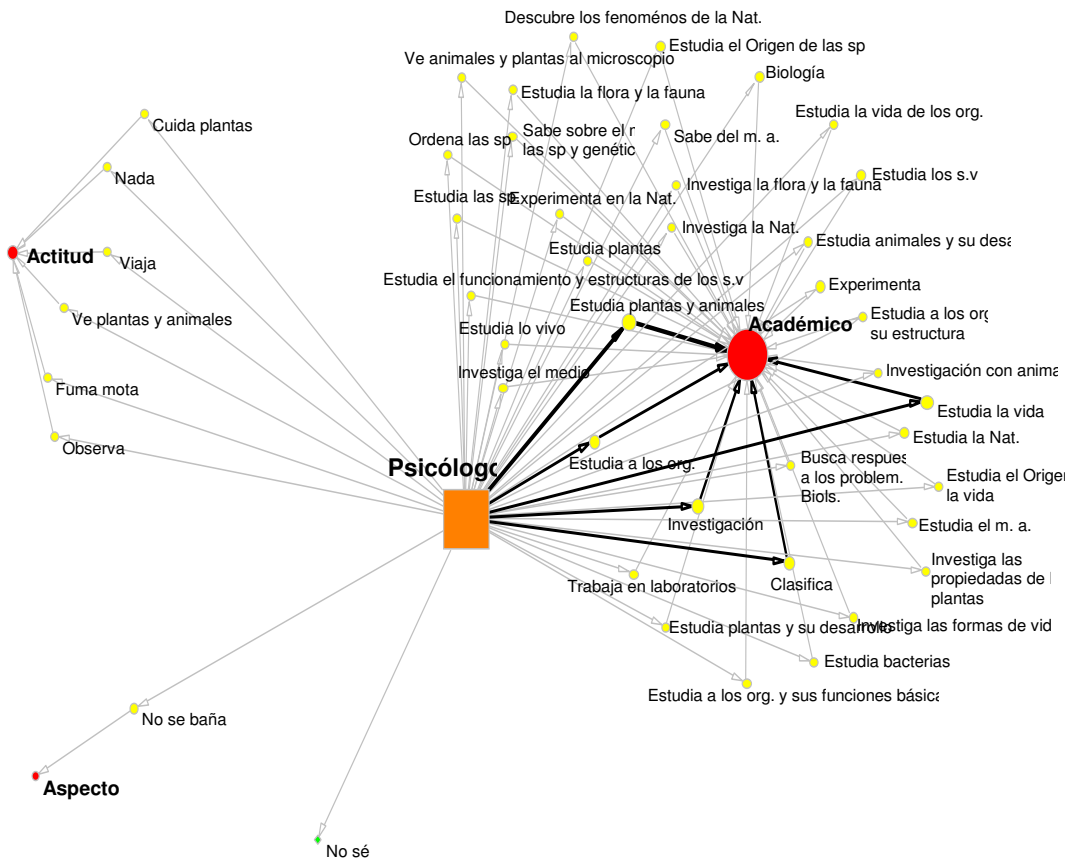 Descubre los fenoménos de la Nat.
Estudia el Origen de las sp
Ve animales y plantas al microscopio
Biología
Estudia la flora y la fauna
Estudia la vida de los org.
Cuida plantas
Ordena las sp
Sabe sobre el
las sp y
Sabe del m. a.
Nada
Estudia las sp
Experimenta en la Nat.
Investiga la flora y la fauna
Estudia los s.v
Investiga la Nat.
Actitud
Viaja
Estudia plantas
Estudia animales y su
Estudia el funcionamiento y estructuras de los s.v
Experimenta
Ve plantas y animales
Estudia plantas y animales
Estudia lo vivo
Académico
Estudia a los
su estructura
Fuma mota
Investiga el medio
Investigación con
Estudia la vida
Observa
Psicólogo
Estudia a los org.
Estudia la Nat.
Busca
a los problem.
Biols.
Estudia el Origen
la vida
Investigación
Estudia el m. a.
Trabaja en laboratorios
Clasifica
Investiga las
propiedadas de
plantas
Estudia plantas y su desarrollo
Investiga las formas de
Estudia bacterias
Estudia a los org. y sus funciones
No se baña
Aspecto
No sé